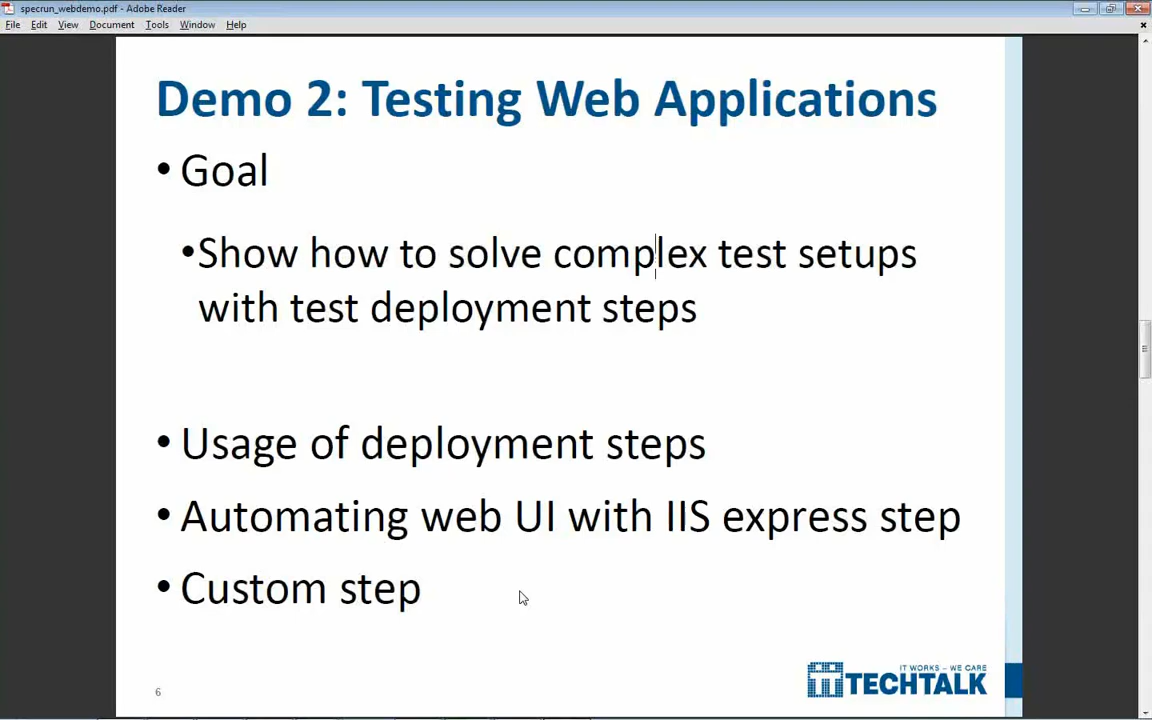 specrun_webdemo.pdf - Adobe Reader
File Edit View Document Tools Window Help
Demo 2: Testing Web Applications
• Goal
•Show how to solve complex test setups
with test deployment steps
• Usage of deployment steps
• Automating web UI with IIS express step
• Custom step
IT WORKS – WE CARE
TECHTALK
6